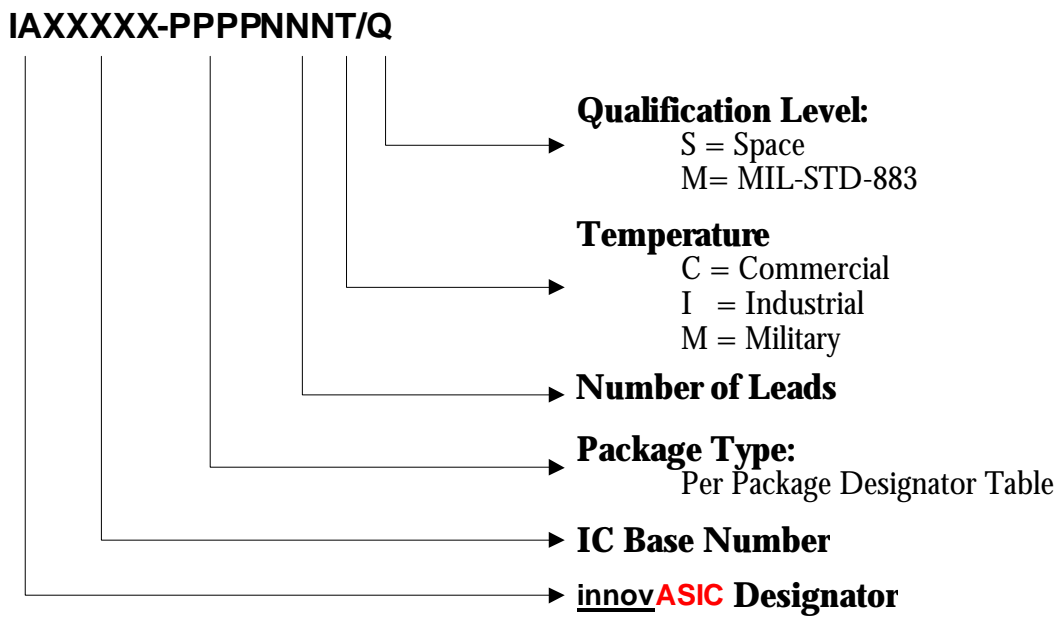 IAXXXXX-PPPPNNNT/Q
Qualification Level:
S = Space
M= MIL-STD-883
Temperature
C = Commercial
I = Industrial
M = Military
Number of Leads
Package Type:
Per Package Designator Table
IC Base Number
innovASIC Designator